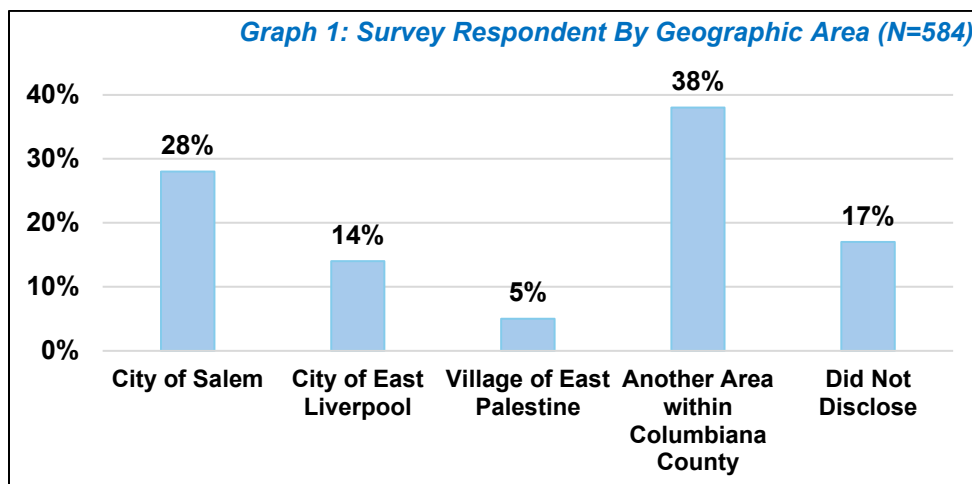 Graph 1: Survey Respondent By Geographic Area (N=584)
40%
30%
20%
10%
0%
28%
14%
5%
38%
17%
City of Salem
City of East
Liverpool
Village of East
Palestine
Another Area
within
Columbiana
County
Did Not
Disclose